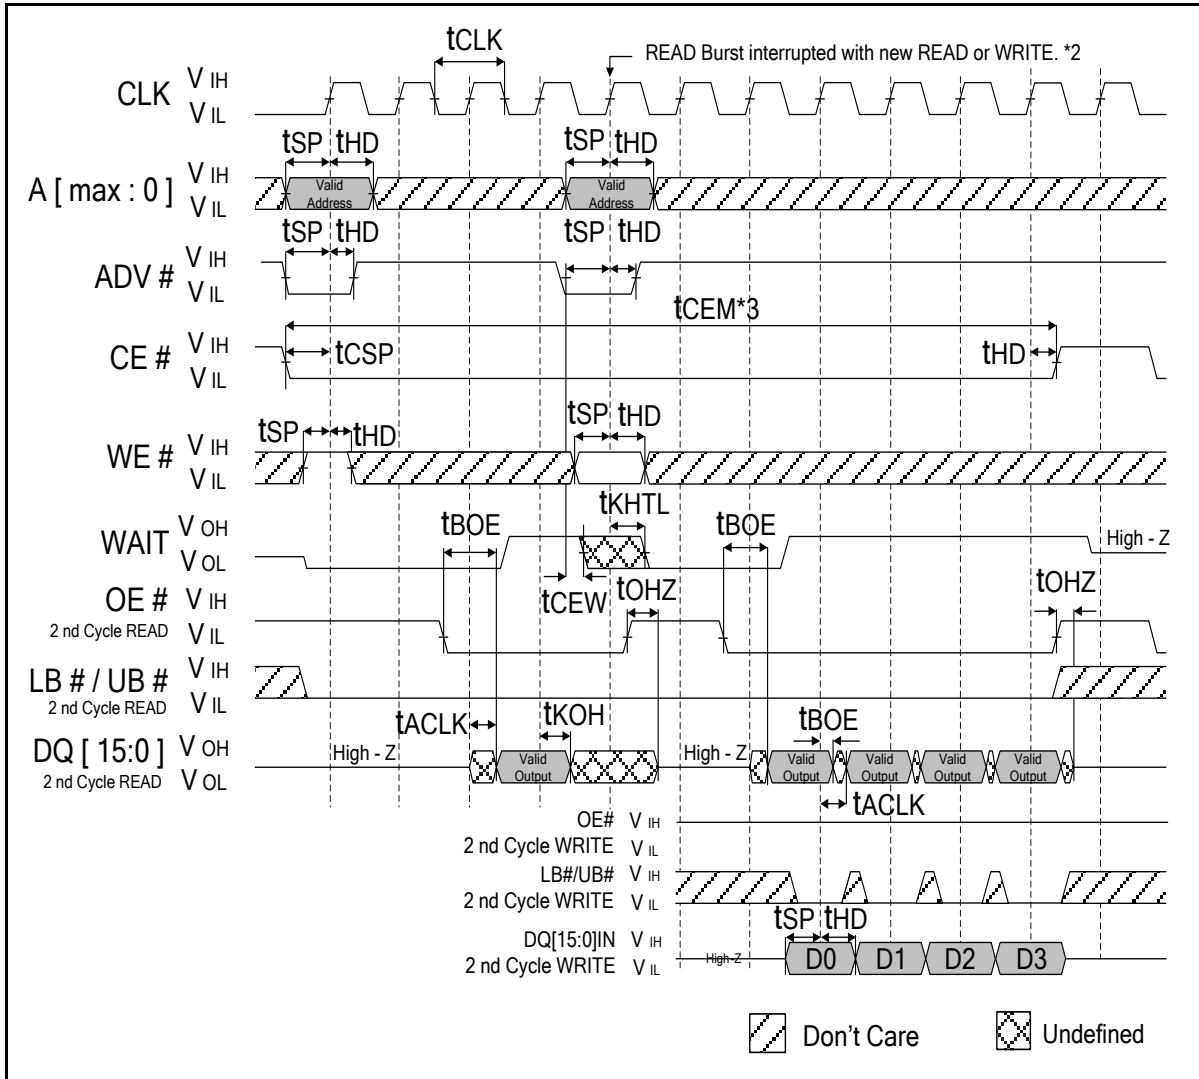 tCLK
READ Burst interrupted with new READ or WRITE. *2
CLK
V IH
V IL
tSP
tHD
tSP
tHD
A [ max : 0 ]
V IH
V IL
Valid
Address
Valid
Address
tSP
tHD
tSP
tHD
ADV #
V IH
V IL
tCEM*3
CE #
V IH
V IL
tCSP
tHD
tSP
tHD
tSP
tHD
WE #
V IH
V IL
tKHTL
tBOE
tBOE
WAIT
V OH
V OL
High - Z
tCEW
tOHZ
tOHZ
OE #
2 nd Cycle READ
V IH
V IL
LB # / UB #
2 nd Cycle READ
V IH
V IL
tACLK
tKOH
tBOE
DQ [ 15:0 ]
2 nd Cycle READ
V OH
V OL
High - Z
Valid
Output
High - Z
Valid
Output
Valid
Output
Valid
Output
Valid
Output
tACLK
OE#
2 nd Cycle WRITE
V IH
V IL
LB#/UB#
2 nd Cycle WRITE
V IH
V IL
tSP
tHD
DQ[15:0]IN
2 nd Cycle WRITE
V IH
V IL
High-Z
D0
D1
D2
D3
Don't Care
Undefined